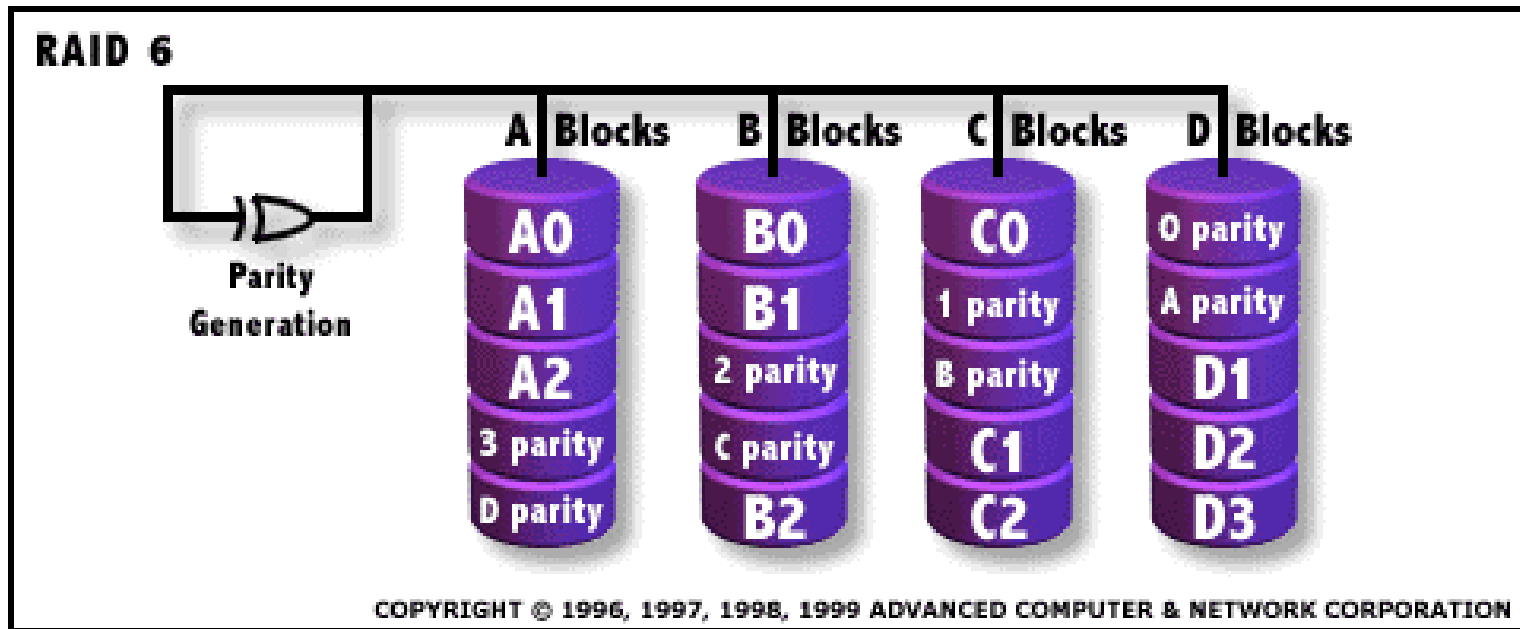 RAID 6
A Blocks B Blocks C Blocks D Blocks
A0 B0 C0 0 parity
A1 B1 1 parity A parity
A2 2 parity B parity D1
3 parity C parity C1 D2
D parity B2 C2 D3
Parity
Generation
COPYRIGHT © 1996, 1997, 1998, 1999 ADVANCED COMPUTER & NETWORK CORPORATION